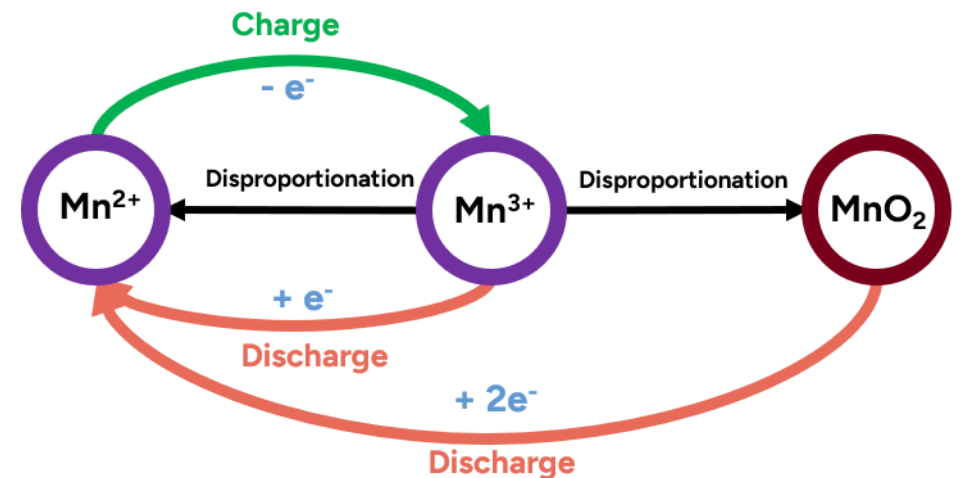 Charge
- e⁻
Disproportionation
Disproportionation
Mn²⁺
Mn³⁺
MnO₂
+ e⁻
Discharge
+ 2e⁻
Discharge